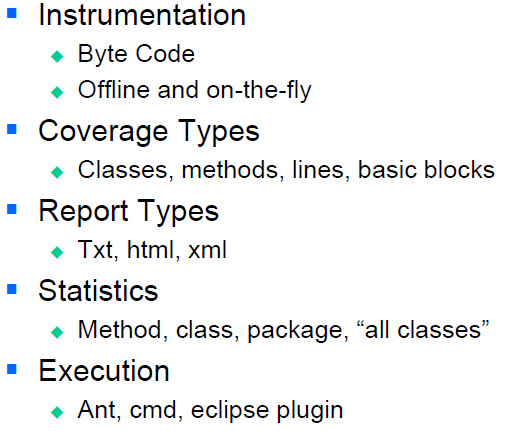 Instrumentation
Byte Code
Offline and on-the-fly
Coverage Types
Classes, methods, lines, basic blocks
Report Types
Txt, html, xml
Statistics
Method, class, package, “all classes”
Execution
Ant, cmd, eclipse plugin